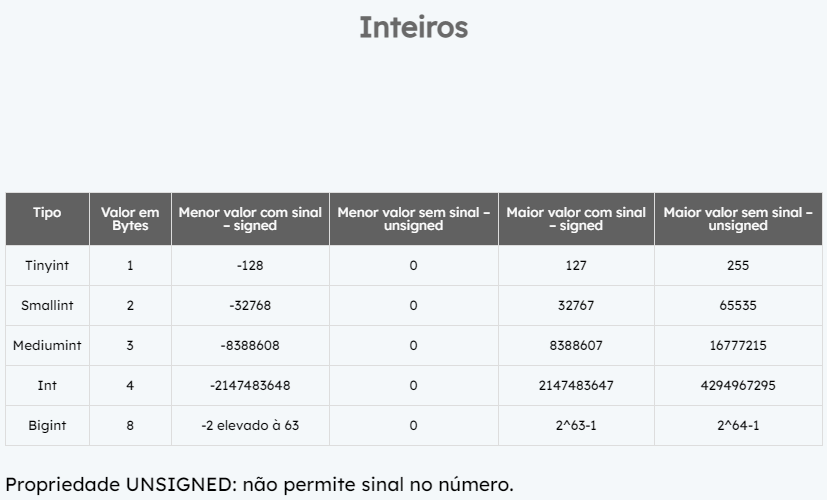 Inteiros
Tipo
Valor em
Bytes
Menor valor com sinal
– signed
Menor valor sem sinal –
unsigned
Maior valor com sinal
– signed
Maior valor sem sinal –
unsigned
Tinyint 1 -128 0 127 255
Smallint 2 -32768 0 32767 65535
Mediumint 3 -8388608 0 8388607 16777215
Int 4 -2147483648 0 2147483647 4294967295
Bigint 8 -2 elevado à 63 0 2^63-1 2^64-1
Propriedade UNSIGNED: não permite sinal no número.